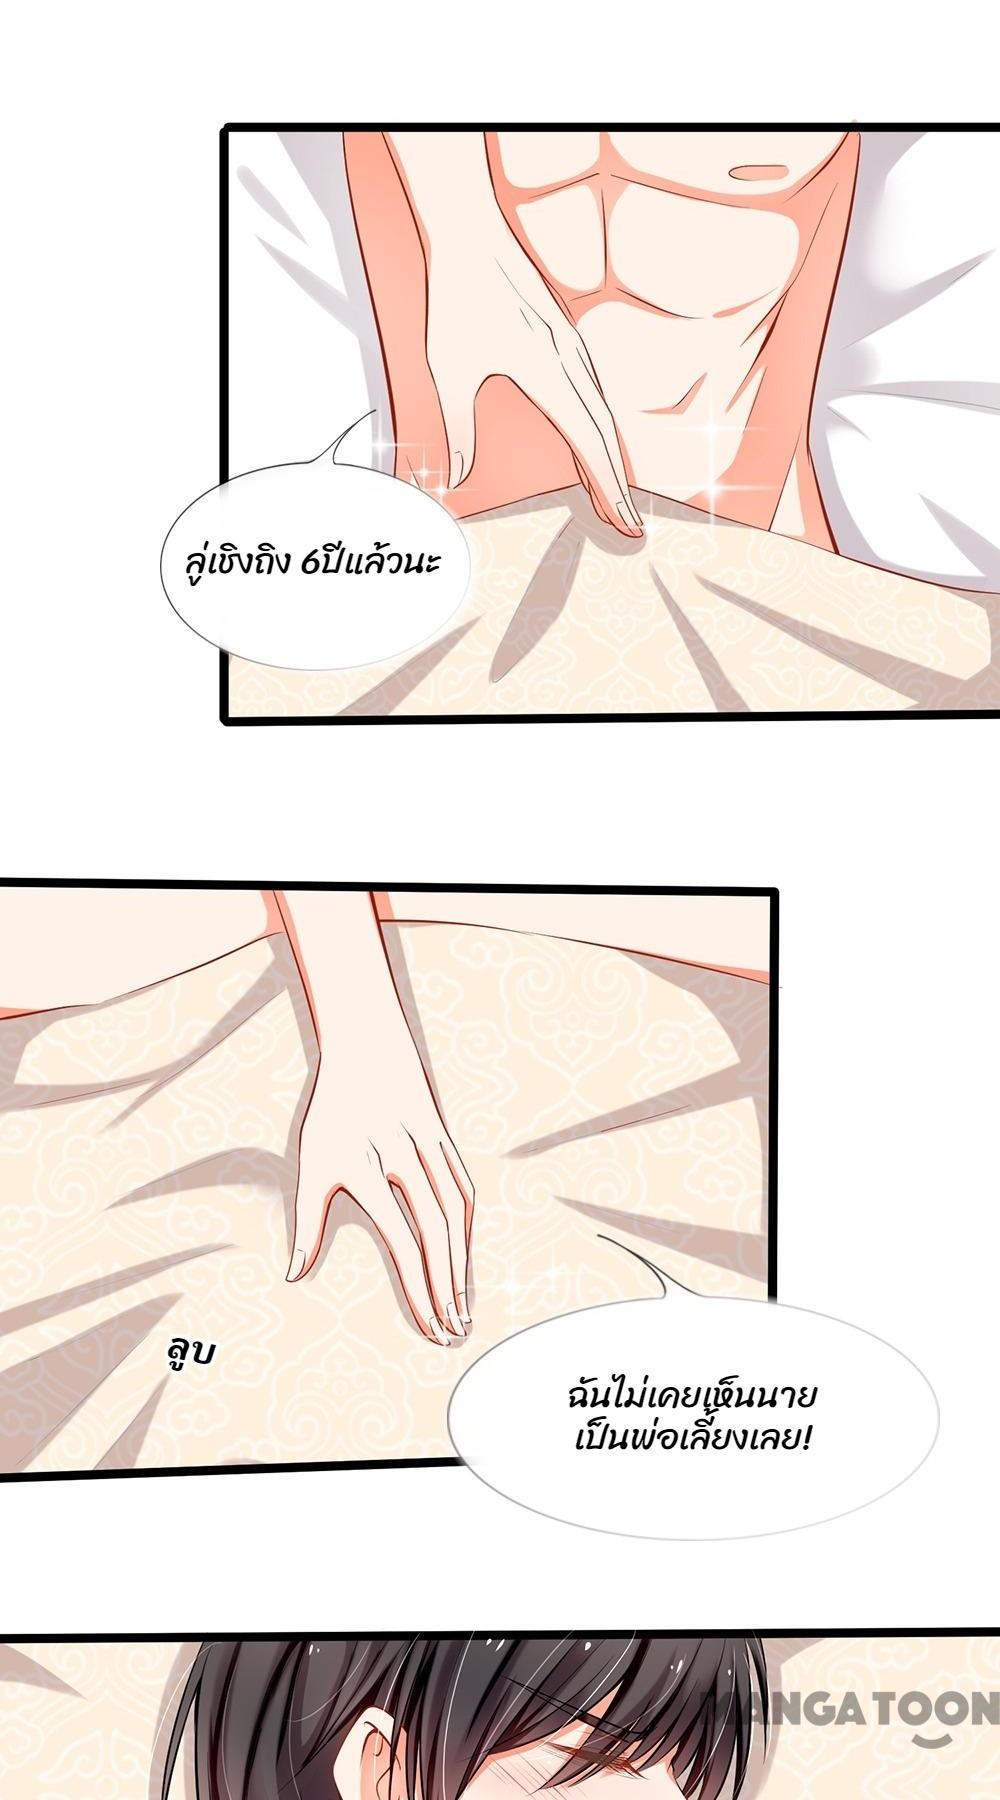 ลู่เชิงถิง 6ปีแล้วนะ
ลูบ
ฉันไม่เคยเห็นนาย
เป็นพ่อเลี้ยงเลย!
MANGATOON